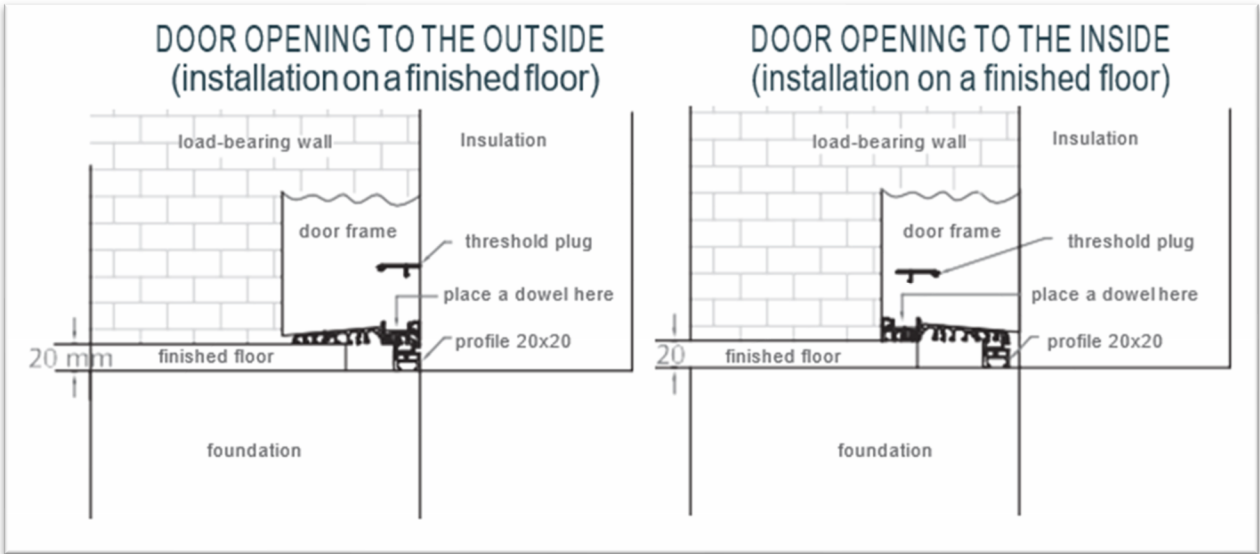 DOOR OPENING TO THE OUTSIDE
(installation on a finished floor)
load-bearing wall
Insulation
door frame
threshold plug
place a dowel here
profile 20x20
20 mm
finished floor
foundation
DOOR OPENING TO THE INSIDE
(installation on a finished floor)
load-bearing wall
Insulation
door frame
threshold plug
place a dowel here
profile 20x20
20
finished floor
foundation